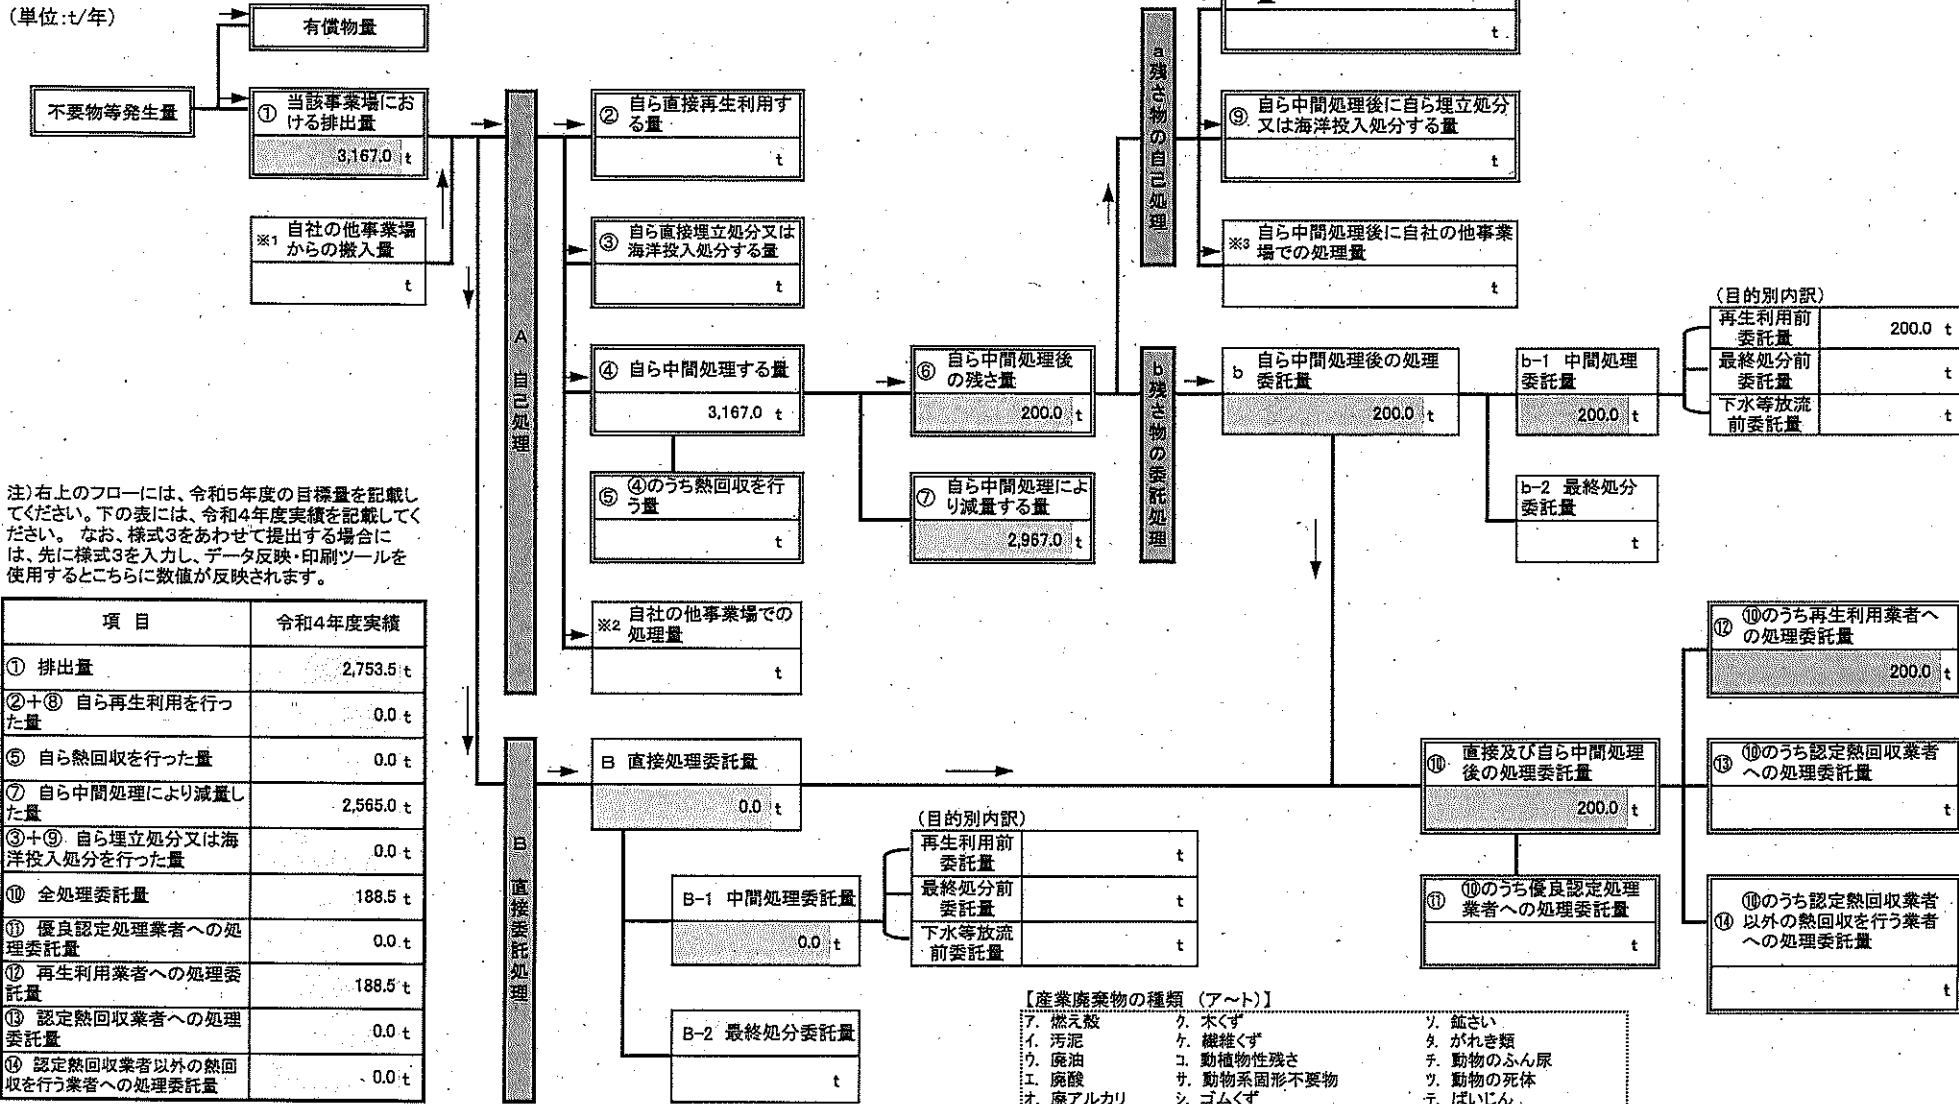 (単位:t/年)
有償物量
不要物等発生量
① 当該事業場にお
ける排出量
3,167.0 t
※1 自社の他事業場
からの搬入量
t
A 自己処理
② 自ら直接再生利用す
る量
t
③ 自ら直接埋立処分又は
海洋投入処分する量
t
④ 自ら中間処理する量
3,167.0 t
⑤ ④のうち熱回収を行
う量
t
※2 自社の他事業場での
処理量
t
⑥ 自ら中間処理後
の残さ量
200.0 t
⑦ 自ら中間処理によ
り減量する量
2,967.0 t
a 残さ物の自己処理
t
⑨ 自ら中間処理後に自ら埋立処分
又は海洋投入処分する量
t
※3 自ら中間処理後に自社の他事業
場での処理量
t
b 残さ物の委託処理
b 自ら中間処理後の処理
委託量
200.0 t
b-1 中間処理
委託量
200.0 t
(目的別内訳)
再生利用前
委託量
200.0 t
最終処分前
委託量
t
下水等放流
前委託量
t
b-2 最終処分
委託量
t
注)右上のフローには、令和5年度の目標量を記載し
てください。下の表には、令和4年度実績を記載してく
ださい。 なお、様式3をあわせて提出する場合に
は、先に様式3を入力し、データ反映・印刷ツールを
使用するとこちらに数値が反映されます。
項 目 令和4年度実績
① 排出量 2,753.5 t
②+⑧ 自ら再生利用を行っ
た量 0.0 t
⑤ 自ら熱回収を行った量 0.0 t
⑦ 自ら中間処理により減量し
た量 2,565.0 t
③+⑨ 自ら埋立処分又は海
洋投入処分を行った量 0.0 t
⑩ 全処理委託量 188.5 t
⑪ 優良認定処理業者への処
理委託量 0.0 t
⑫ 再生利用業者への処理委
託量 188.5 t
⑬ 認定熱回収業者への処理
委託量 0.0 t
⑭ 認定熱回収業者以外の熱回
収を行う業者への処理委託量 0.0 t
B 直接委託処理
B 直接処理委託量
0.0 t
B-1 中間処理委託量
0.0 t
(目的別内訳)
再生利用前
委託量
t
最終処分前
委託量
t
下水等放流
前委託量
t
B-2 最終処分委託量
t
⑩ 直接及び自ら中間処理
後の処理委託量
200.0 t
⑪ ⑩のうち優良認定処理
業者への処理委託量
t
⑫ ⑩のうち再生利用業者へ
の処理委託量
200.0 t
⑬ ⑩のうち認定熱回収業者
への処理委託量
t
⑭ ⑩のうち認定熱回収業者
以外の熱回収を行う業者
への処理委託量
t
【産業廃棄物の種類 (ア~ト)】
ア. 燃え殻 ク. 木くず ソ. 鉱さい
イ. 汚泥 ケ. 繊維くず タ. がれき類
ウ. 廃油 コ. 動植物性残さ チ. 動物のふん尿
エ. 廃酸 サ. 動物系固形不要物 ツ. 動物の死体
オ. 廃アルカリ シ. ゴムくず テ. ばいじん